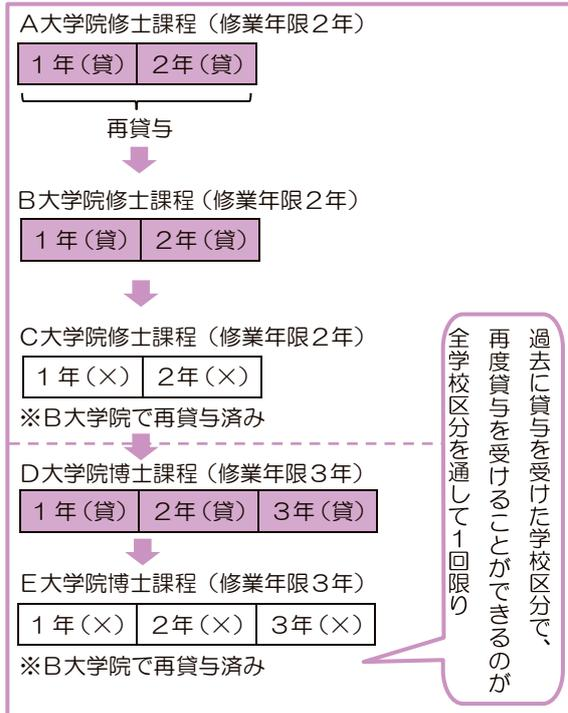 A大学院修士課程（修業年限2年）
1年（貸） 2年（貸）
再貸与
B大学院修士課程（修業年限2年）
1年（貸） 2年（貸）
C大学院修士課程（修業年限2年）
1年（×） 2年（×）
※B大学院で再貸与済み
D大学院博士課程（修業年限3年）
1年（貸） 2年（貸） 3年（貸）
E大学院博士課程（修業年限3年）
1年（×） 2年（×） 3年（×）
※B大学院で再貸与済み
過去に貸与を受けた学校区分で、
再度貸与を受けることができるのが
全学校区分を通して1回限り